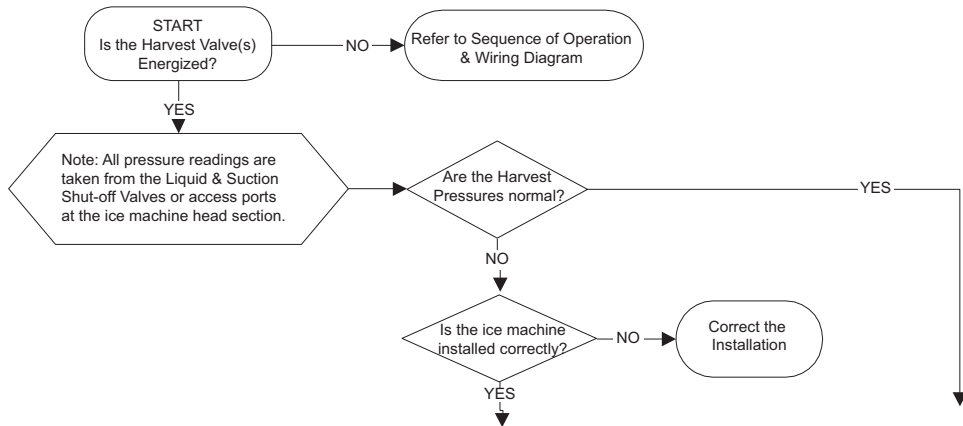 START
Is the Harvest Valve(s)
Energized?
NO
Refer to Sequence of Operation
& Wiring Diagram
YES
Note: All pressure readings are
taken from the Liquid & Suction
Shut-off Valves or access ports
at the ice machine head section.
Are the Harvest
Pressures normal?
YES
NO
Is the ice machine
installed correctly?
NO
Correct the
Installation
YES